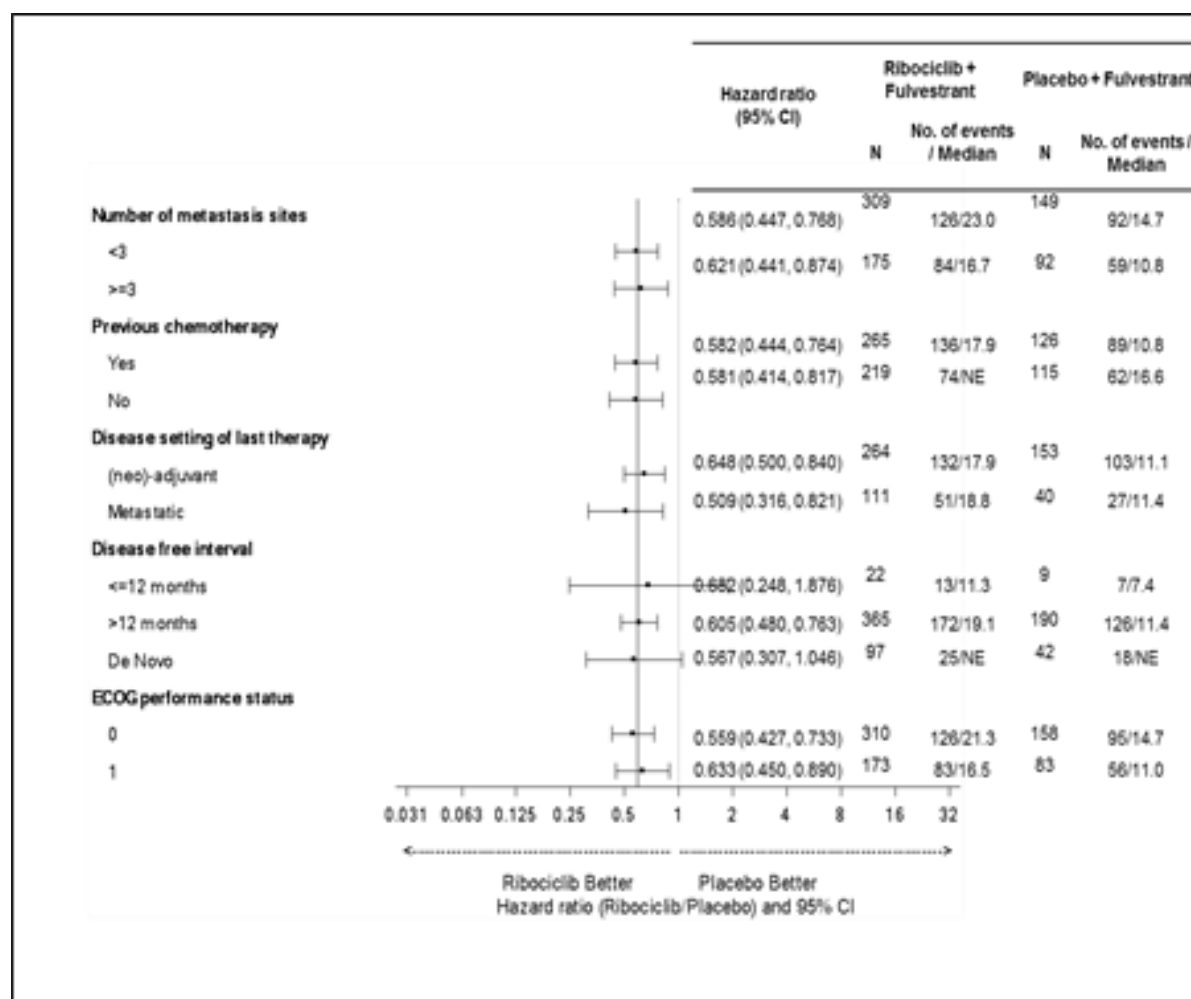 Hazard ratio
(95% CI)
Ribociclib +
Fulvestrant
Placebo + Fulvestrant
N
No. of events
/ Median
N
No. of events /
Median
Number of metastasis sites
0.586 (0.447, 0.768) 309 126/23.0 149 92/14.7
<3
0.621 (0.441, 0.874) 175 84/16.7 92 59/10.8
>=3
Previous chemotherapy
0.582 (0.444, 0.764) 265 136/17.9 126 89/10.8
Yes
0.581 (0.414, 0.817) 219 74/NE 115 62/16.6
No
Disease setting of last therapy
0.648 (0.500, 0.840) 264 132/17.9 153 103/11.1
(neo)-adjuvant
0.509 (0.316, 0.821) 111 51/18.8 40 27/11.4
Metastatic
Disease free interval
<=12 months 0.682 (0.248, 1.876) 22 13/11.3 9 7/7.4
>12 months 0.605 (0.480, 0.763) 365 172/19.1 190 126/11.4
De Novo 0.567 (0.307, 1.046) 97 25/NE 42 18/NE
ECOG performance status
0 0.559 (0.427, 0.733) 310 126/21.3 158 95/14.7
1 0.633 (0.450, 0.890) 173 83/16.5 83 56/11.0
0.031 0.063 0.125 0.25 0.5 1 2 4 8 16 32
Ribociclib Better Placebo Better
Hazard ratio (Ribociclib/Placebo) and 95% CI